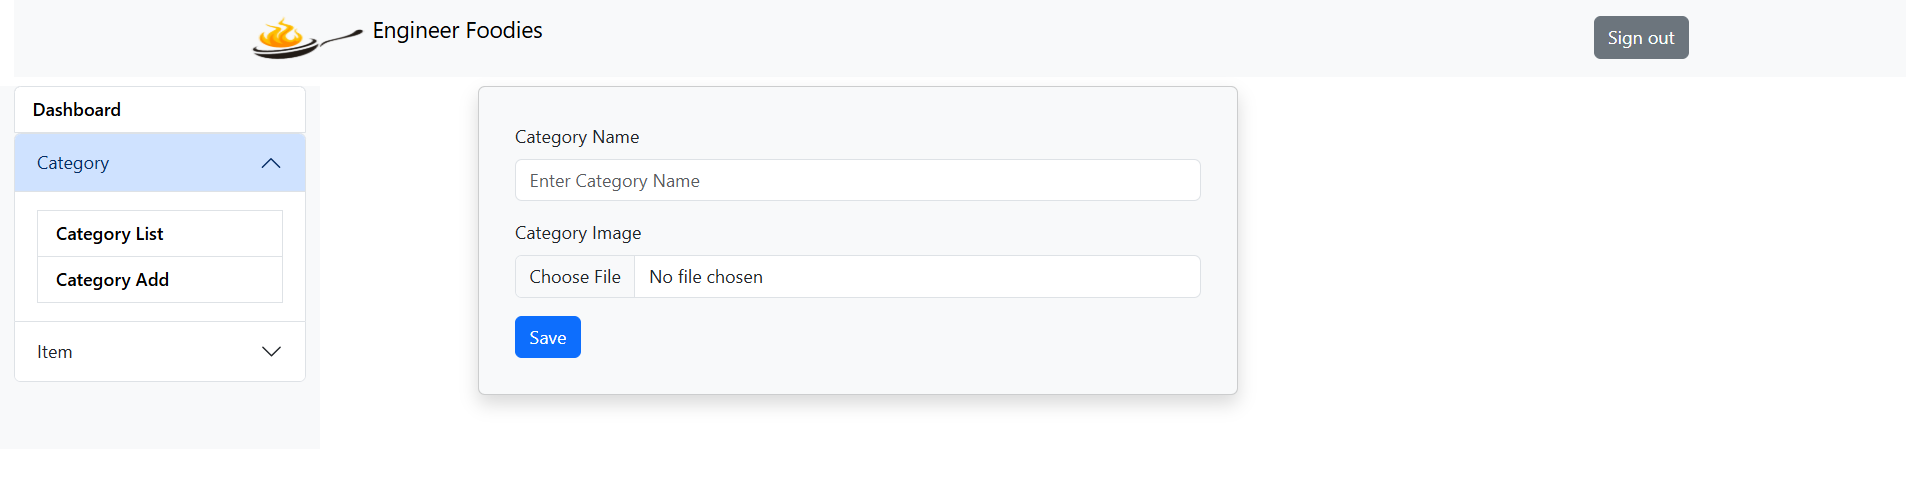 Engineer Foodies
Sign out
Dashboard
Category
Category List
Category Add
Item
Category Name
Enter Category Name
Category Image
Choose File No file chosen
Save